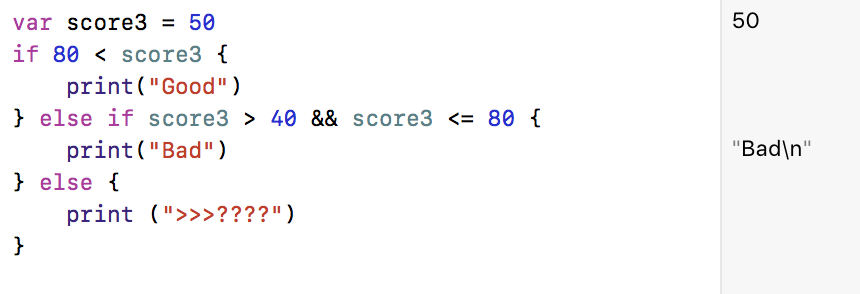 var score3 = 50
50
if 80 < score3 {
    print("Good")
} else if score3 > 40 && score3 <= 80 {
    print("Bad")
"Bad\n"
} else {
    print (">>>????")
}